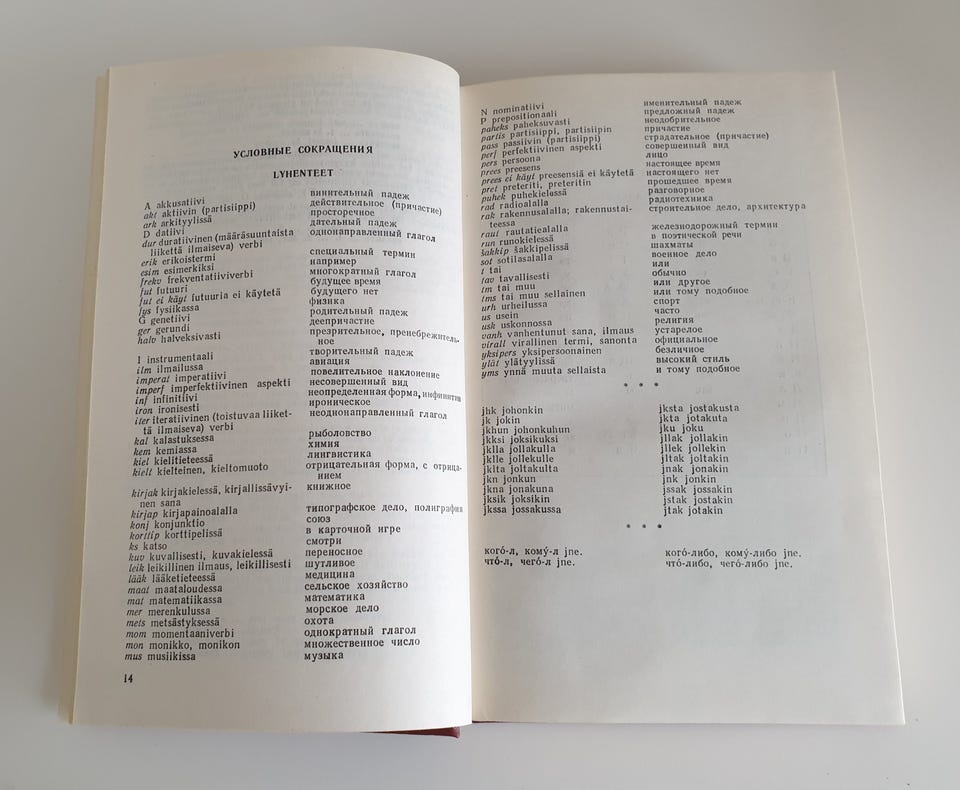 УСЛОВНЫЕ СОКРАЩЕНИЯ
LYHENTEET
A akkusatiivi винительный падеж
akt aktiivin (partisiippi) действительное (причастие)
ark arkityylissä просторечное
D datiivi дательный падеж
dur duratiivinen (määräsuuntaista однонаправленный глагол
liikettä ilmaiseva) verbi
erik erikoistermi специальный термин
esim esimerkiksi например
frekv frekventatiiviverbi многократный глагол
fut futuuri будущее время
fut ei käyt futuuria ei käytetä будущего нет
fys fysiikassa физика
G genetiivi родительный падеж
ger gerundi деепричастие
halv halveksivasti презрительное, пренебрежитель-
ное
I instrumentaali творительный падеж
ilm ilmailussa авиация
imperat imperatiivi повелительное наклонение
imperf imperfektiivinen aspekti несовершенный вид
inf infinitiivi неопределенная форма, инфинитив
iron ironisesti ироническое
iter iteratiivinen (toistuvaa liiket- неоднонаправленный глагол
tä ilmaiseva) verbi
kal kalastuksessa рыболовство
kem kemiassa химия
kiel kielitieteessä лингвистика
kielt kielteinen, kieltomuoto отрицательная форма, с отрица-
нием
kirjak kirjakielessä, kirjallissävyi- книжное
nen sana
kirjap kirjapainoalalla типографское дело, полиграфия
konj konjunktio союз
korttip korttipelissä в карточной игре
ks katso смотри
kuv kuvallisesti, kuvakielessä переносное
leik leikillinen ilmaus, leikillisesti шутливое
lääk lääketieteessä медицина
maat maataloudessa сельское хозяйство
mat matematiikassa математика
mer merenkulussa морское дело
mets metsästyksessä охота
mom momentaaniverbi однократный глагол
mon monikko, monikon множественное число
mus musiikissa музыка
14
N nominatiivi именительный падеж
P prepositionaali предложный падеж
paheks paheksuvasti неодобрительное
partis partisiippi, partisiipin причастие
pass passiivin (partisiippi) страдательное (причастие)
perf perfektiivinen aspekti совершенный вид
pers persoona лицо
prees preesens настоящее время
prees ei käyt preesensiä ei käytetä настоящего нет
pret preteriti, preteritin прошедшее время
puhek puhekielessä разговорное
rad radioalalla радиотехника
rak rakennusalalla; rakennustai- строительное дело, архитектура
teessa
raut rautatiealalla железнодорожный термин
run runokielessä в поэтической речи
šakkip šakkipelissä шахматы
sot sotilasalalla военное дело
t tai или
tav tavallisesti обычно
tm tai muu или другое
tms tai muu sellainen или тому подобное
urh urheilussa спорт
us usein часто
usk uskonnossa религия
vanh vanhentunut sana, ilmaus устарелое
virall virallinen termi, sanonta официальное
yksipers yksipersoonainen безличное
ylät ylätyylissä высокий стиль
yms ynnä muuta sellaista и тому подобное
* * *
jhk johonkin jksta jostakusta
jk jokin jkta jotakuta
jkhun johonkuhun jku joku
jkksi joksikuksi jllak jollakin
jklla jollakulla jllek jollekin
jklle jollekulle jltak joltakin
jklta joltakulta jnak jonakin
jkn jonkun jnk jonkin
jkna jonakuna jssak jossakin
jksik joksikin jstak jostakin
jkssa jossakussa jtak jotakin
* * *
кого́-л, кому́-л jne. кого́-либо, кому́-либо jne.
что́-л, чего́-л jne. что́-либо, чего́-либо jne.